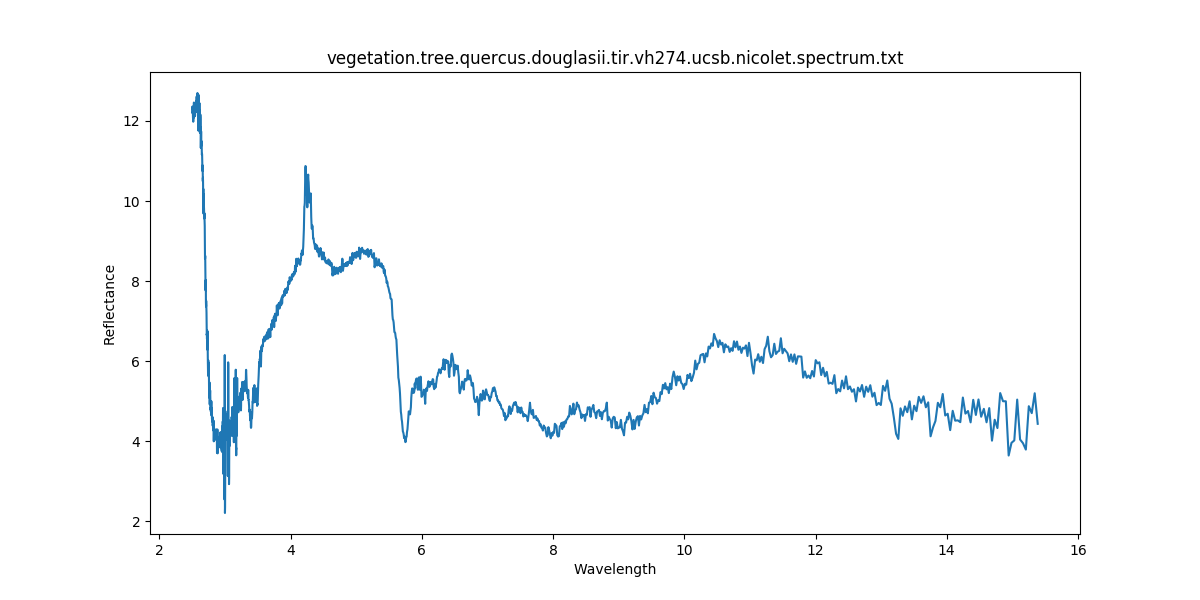 vegetation.tree.quercus.douglasii.tir.vh274.ucsb.nicolet.spectrum.txt
12
10
8
6
4
2
Reflectance
2 4 6 8 10 12 14 16
Wavelength